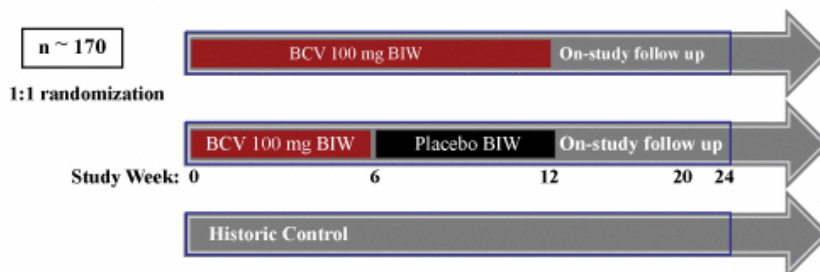 n ~ 170
BCV 100 mg BIW
On-study follow up
1:1 randomization
BCV 100 mg BIW
Placebo BIW
On-study follow up
Study Week: 0 6 12 20 24
Historic Control